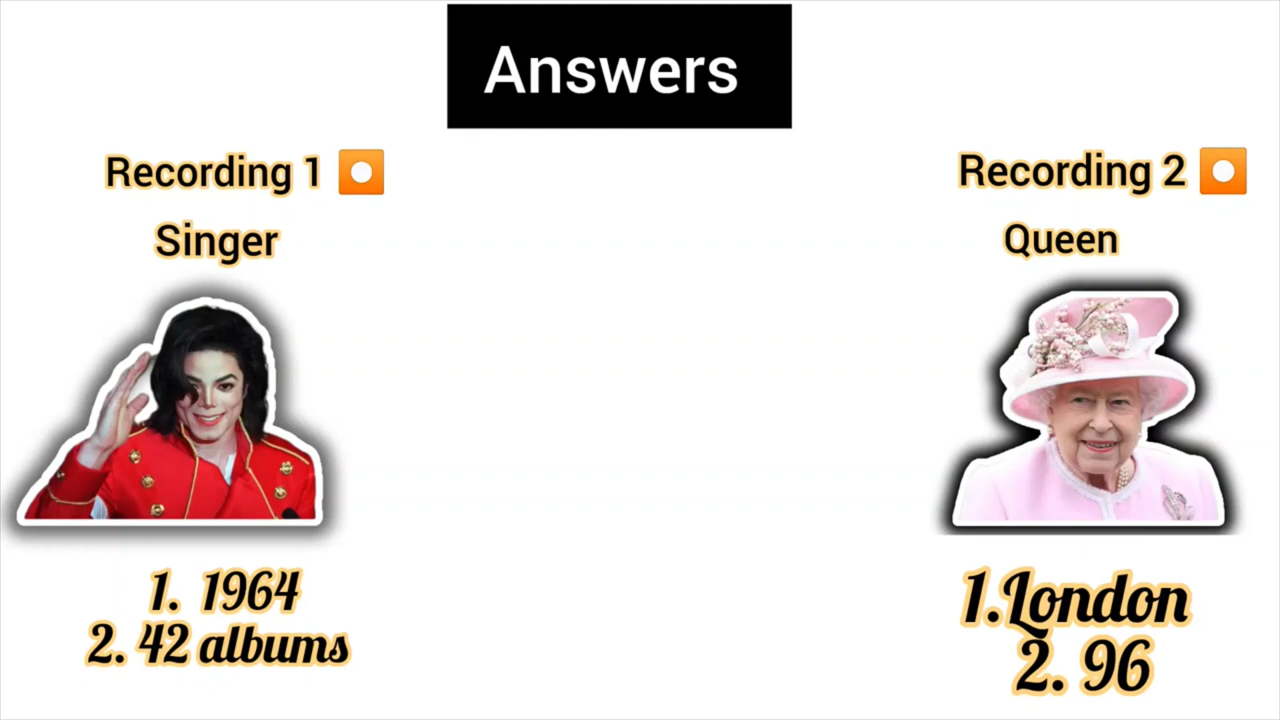 Answers
Recording 1
Singer
1. 1964
2. 42 albums
Recording 2
Queen
1.London
2. 96